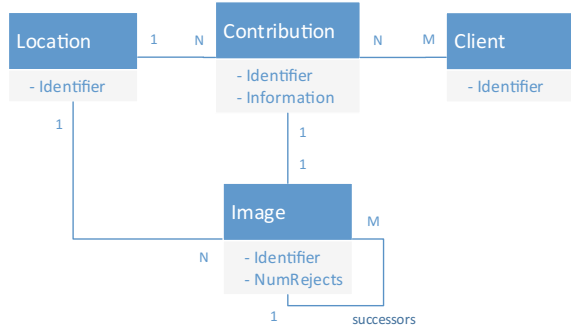 Location
- Identifier
1
N
Contribution
- Identifier
- Information
N
M
Client
- Identifier
1
1
1
Image
- Identifier
- NumRejects
N
M
1
successors